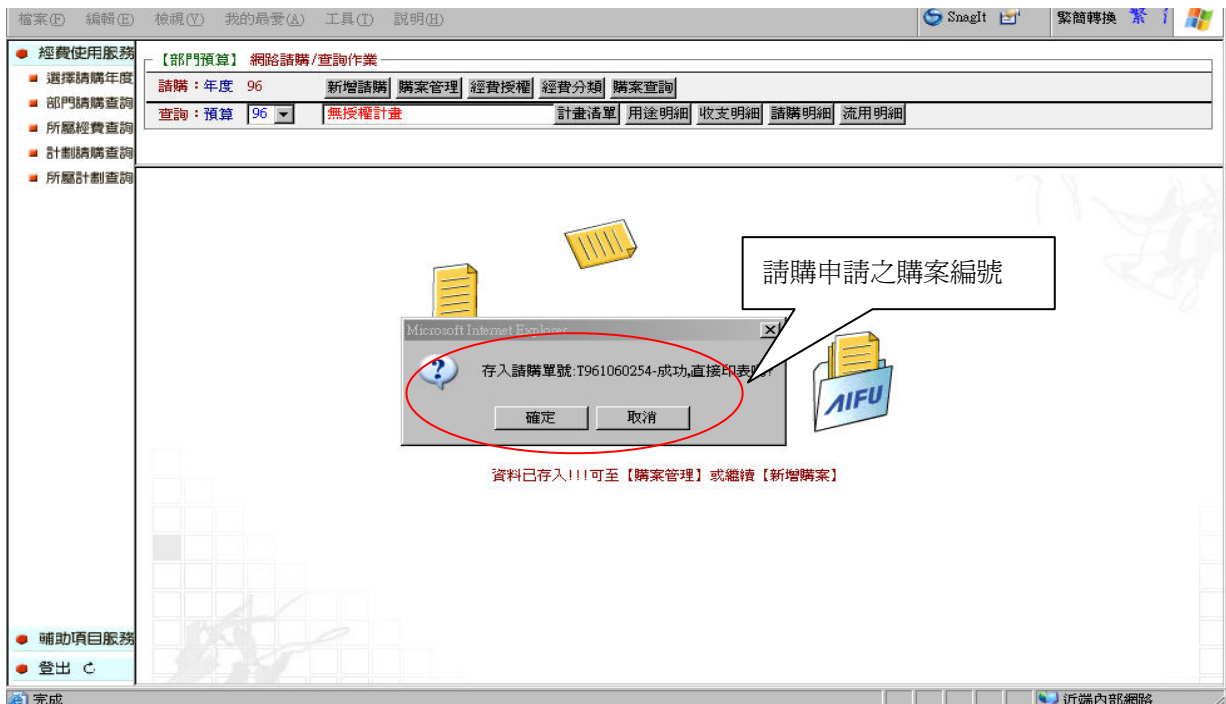 檔案(F) 編輯(E) 檢視(V) 我的最愛(A) 工具(T) 說明(H) SnagIt 繁簡轉換 繁
經費使用服務
選擇請購年度
部門請購查詢
所屬經費查詢
計劃請購查詢
所屬計劃查詢
【部門預算】 網路請購/查詢作業
請購：年度 96 新增請購 購案管理 經費授權 經費分類 購案查詢
查詢：預算 96 無授權計畫 計畫清單 用途明細 收支明細 請購明細 流用明細
請購申請之購案編號
Microsoft Internet Explorer
存入請購單號:T961060254-成功,直接印表
確定 取消
AIFU
資料已存入!!!可至【購案管理】或繼續【新增購案】
輔助項目服務
登出
完成 近端內部網路